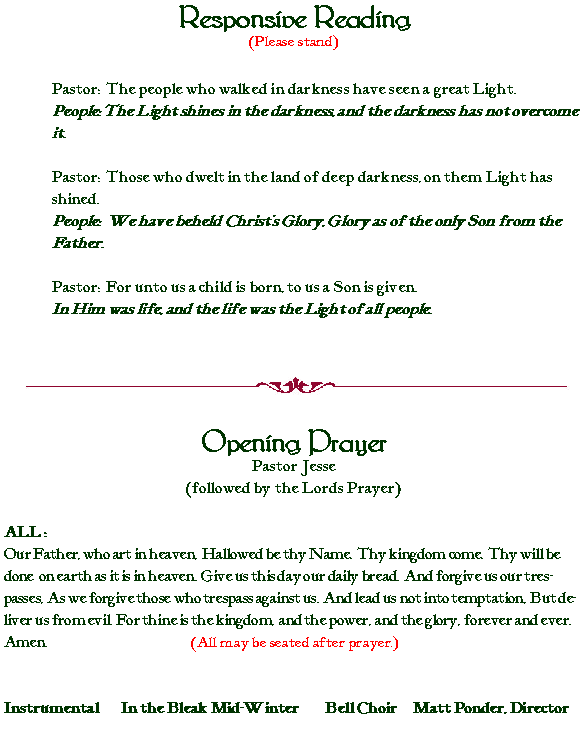 Responsive Reading
(Please stand)
Pastor: The people who walked in darkness have seen a great Light.
People: The Light shines in the darkness, and the darkness has not overcome
it.
Pastor: Those who dwelt in the land of deep darkness, on them Light has
shined.
People: We have beheld Christ's Glory, Glory as of the only Son from the
Father.
Pastor: For unto us a child is born, to us a Son is given.
In Him was life, and the life was the Light of all people.
Opening Prayer
Pastor Jesse
(followed by the Lords Prayer)
ALL :
Our Father, who art in heaven, Hallowed be thy Name. Thy kingdom come. Thy will be
done on earth as it is in heaven. Give us this day our daily bread. And forgive us our tres-
passes, As we forgive those who trespass against us. And lead us not into temptation, But de-
liver us from evil. For thine is the kingdom, and the power, and the glory, forever and ever.
Amen. (All may be seated after prayer.)
Instrumental In the Bleak Mid-Winter Bell Choir Matt Ponder, Director